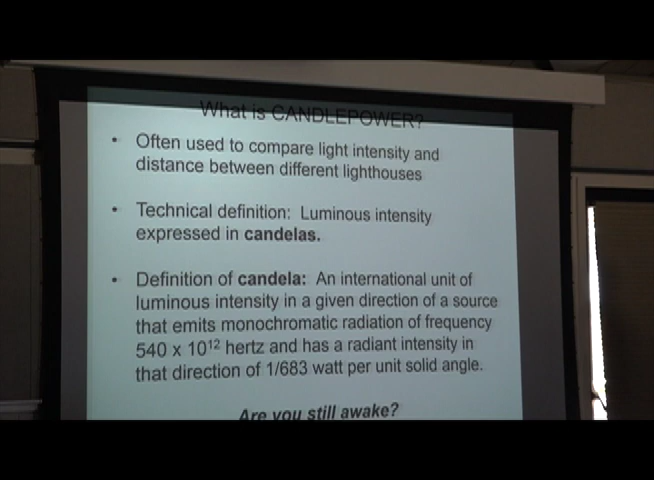 What is CANDLEPOWER?
• Often used to compare light intensity and
distance between different lighthouses
• Technical definition: Luminous intensity
expressed in candelas.
• Definition of candela: An international unit of
luminous intensity in a given direction of a source
that emits monochromatic radiation of frequency
540 x 10¹² hertz and has a radiant intensity in
that direction of 1/683 watt per unit solid angle.
Are you still awake?